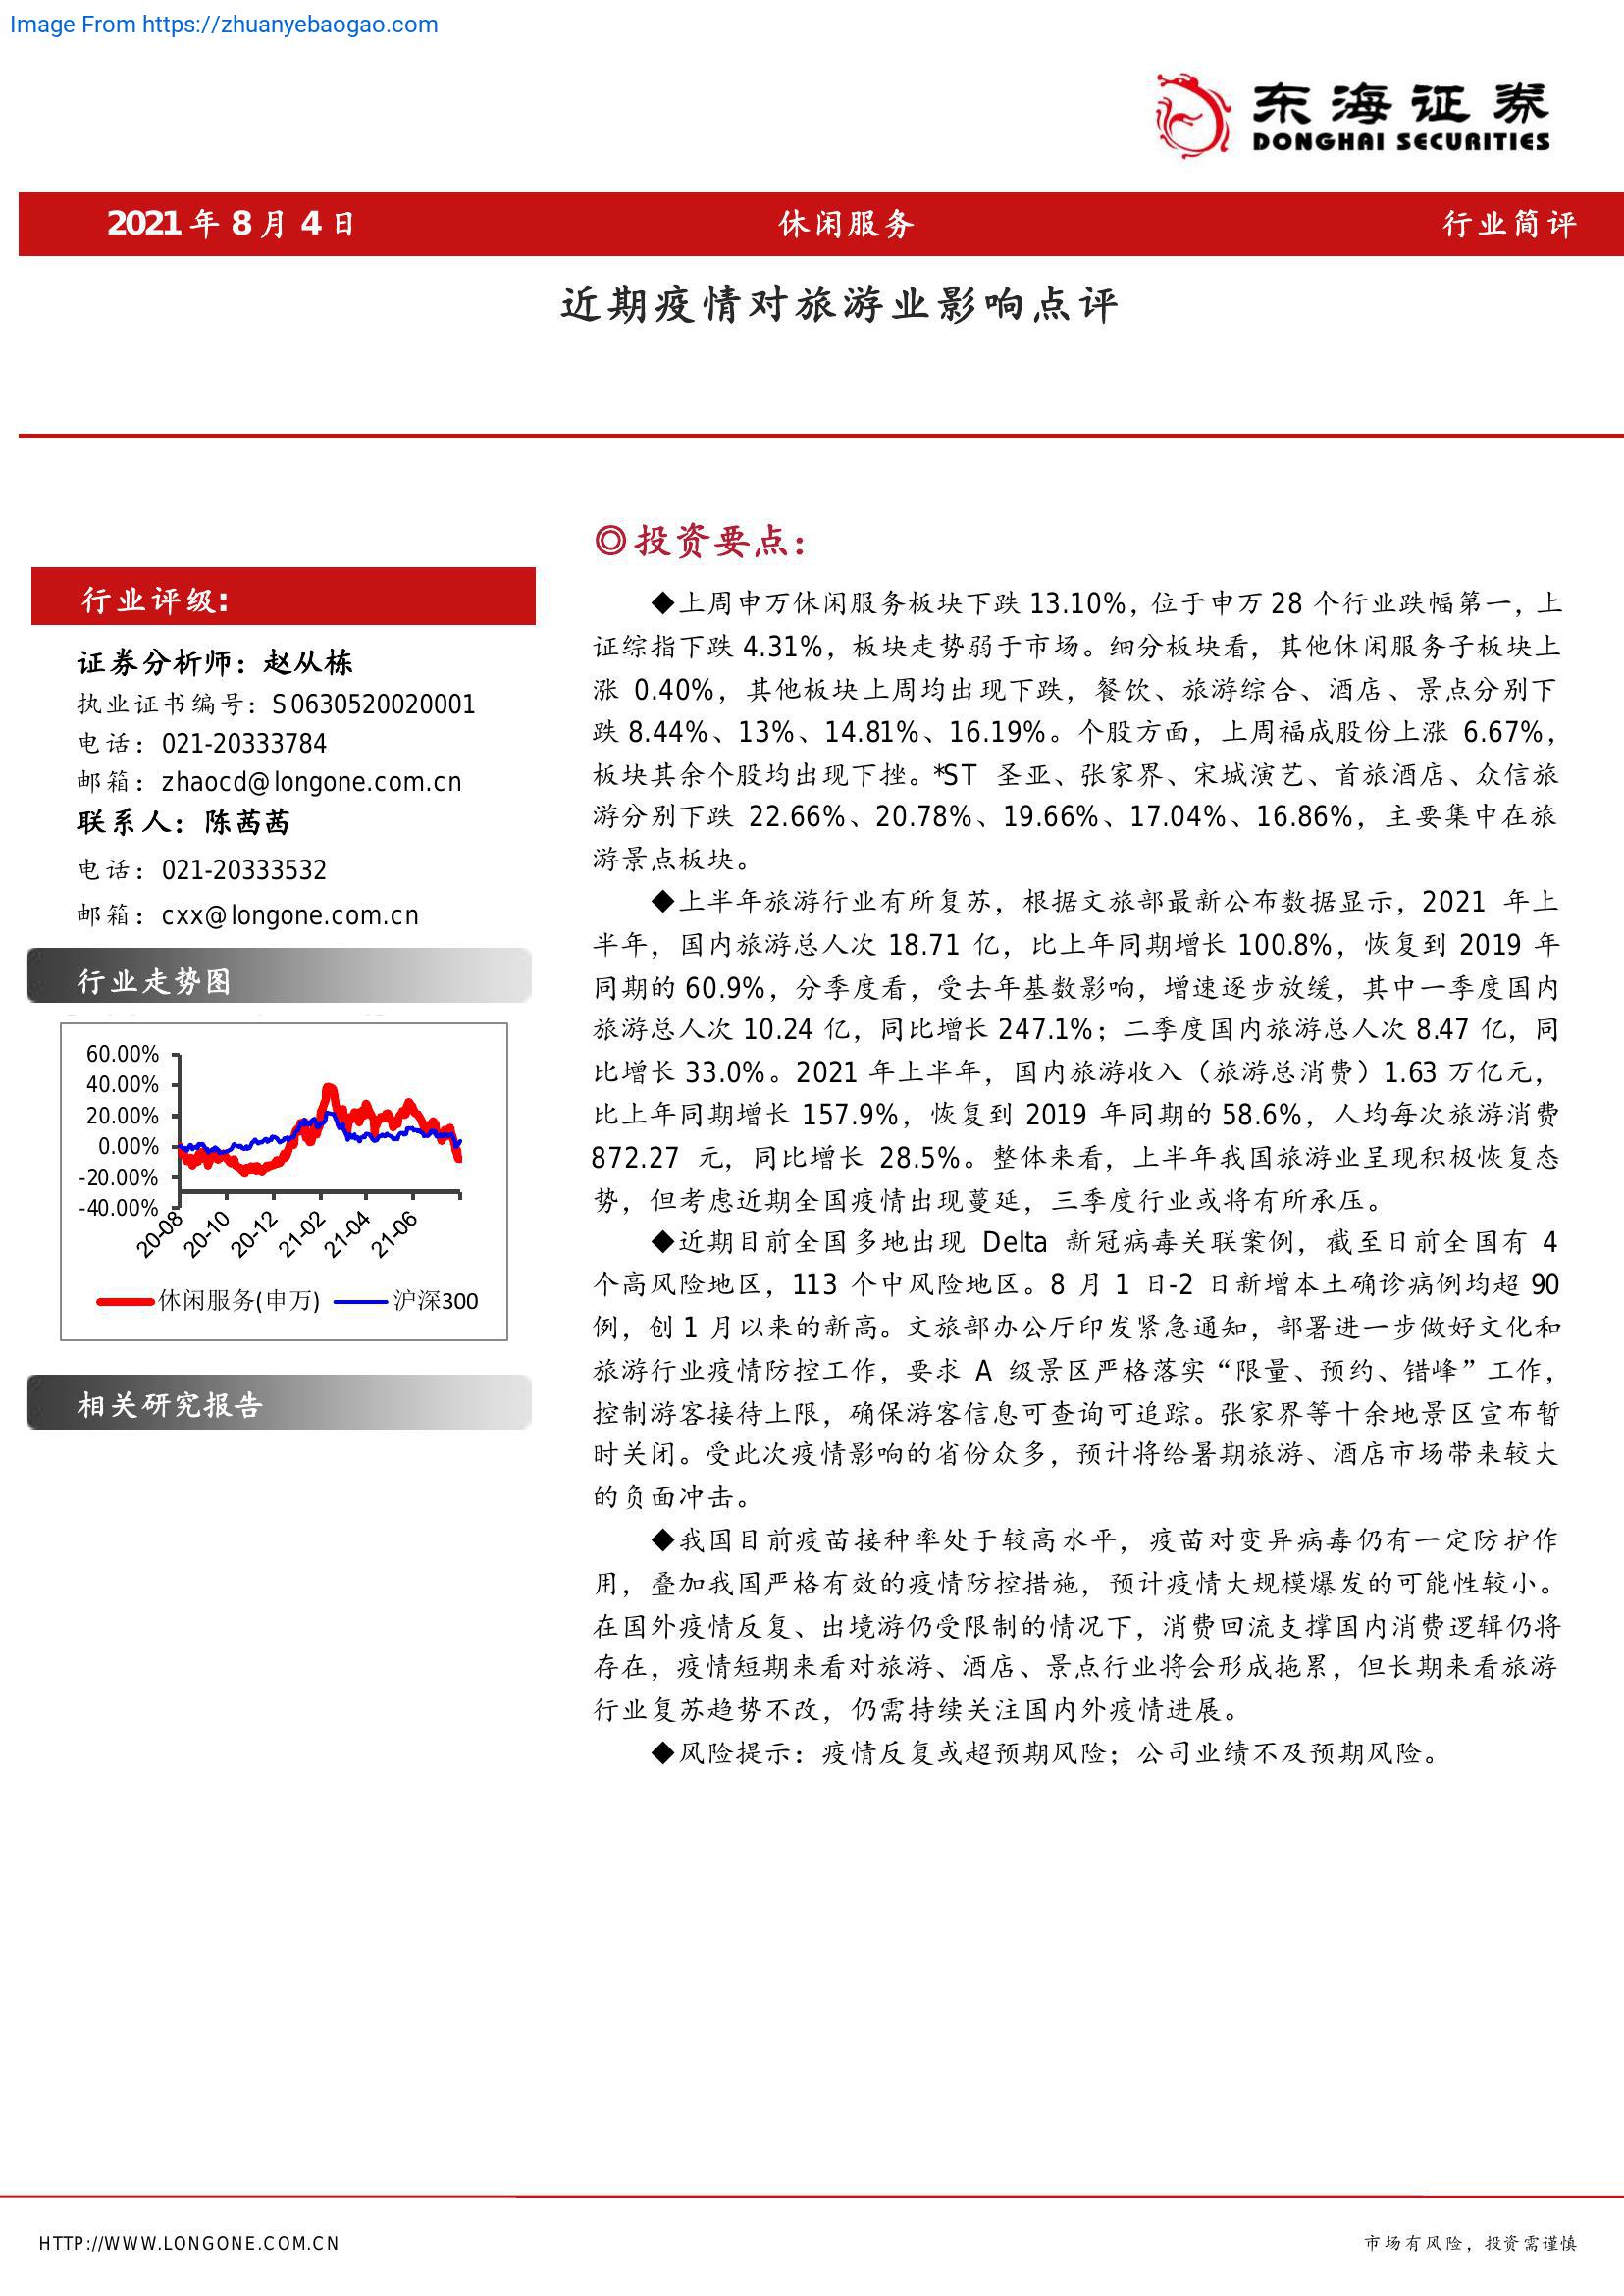 Image From https://zhuanyebaogao.com
东海证券
DONGHAI SECURITIES
2021年8月4日 休闲服务 行业简评
近期疫情对旅游业影响点评
行业评级:
证券分析师：赵从栋
执业证书编号：S0630520020001
电话：021-20333784
邮箱：zhaocd@longone.com.cn
联系人：陈茜茜
电话：021-20333532
邮箱：cxx@longone.com.cn
行业走势图
60.00%
40.00%
20.00%
0.00%
-20.00%
-40.00%
20-08 20-10 20-12 21-02 21-04 21-06
休闲服务(申万) 沪深300
相关研究报告
◎投资要点：
◆上周申万休闲服务板块下跌 13.10%，位于申万 28 个行业跌幅第一，上
证综指下跌 4.31%，板块走势弱于市场。细分板块看，其他休闲服务子板块上
涨 0.40%，其他板块上周均出现下跌，餐饮、旅游综合、酒店、景点分别下
跌 8.44%、13%、14.81%、16.19%。个股方面，上周福成股份上涨 6.67%，
板块其余个股均出现下挫。*ST 圣亚、张家界、宋城演艺、首旅酒店、众信旅
游分别下跌 22.66%、20.78%、19.66%、17.04%、16.86%，主要集中在旅
游景点板块。
◆上半年旅游行业有所复苏，根据文旅部最新公布数据显示，2021 年上
半年，国内旅游总人次 18.71 亿，比上年同期增长 100.8%，恢复到 2019 年
同期的 60.9%，分季度看，受去年基数影响，增速逐步放缓，其中一季度国内
旅游总人次 10.24 亿，同比增长 247.1%；二季度国内旅游总人次 8.47 亿，同
比增长 33.0%。2021 年上半年，国内旅游收入（旅游总消费）1.63 万亿元，
比上年同期增长 157.9%，恢复到 2019 年同期的 58.6%，人均每次旅游消费
872.27 元，同比增长 28.5%。整体来看，上半年我国旅游业呈现积极恢复态
势，但考虑近期全国疫情出现蔓延，三季度行业或将有所承压。
◆近期目前全国多地出现 Delta 新冠病毒关联案例，截至日前全国有 4
个高风险地区，113 个中风险地区。8 月 1 日-2 日新增本土确诊病例均超 90
例，创 1 月以来的新高。文旅部办公厅印发紧急通知，部署进一步做好文化和
旅游行业疫情防控工作，要求 A 级景区严格落实“限量、预约、错峰”工作，
控制游客接待上限，确保游客信息可查询可追踪。张家界等十余地景区宣布暂
时关闭。受此次疫情影响的省份众多，预计将给暑期旅游、酒店市场带来较大
的负面冲击。
◆我国目前疫苗接种率处于较高水平，疫苗对变异病毒仍有一定防护作
用，叠加我国严格有效的疫情防控措施，预计疫情大规模爆发的可能性较小。
在国外疫情反复、出境游仍受限制的情况下，消费回流支撑国内消费逻辑仍将
存在，疫情短期来看对旅游、酒店、景点行业将会形成拖累，但长期来看旅游
行业复苏趋势不改，仍需持续关注国内外疫情进展。
◆风险提示：疫情反复或超预期风险；公司业绩不及预期风险。
HTTP://WWW.LONGONE.COM.CN 市场有风险，投资需谨慎